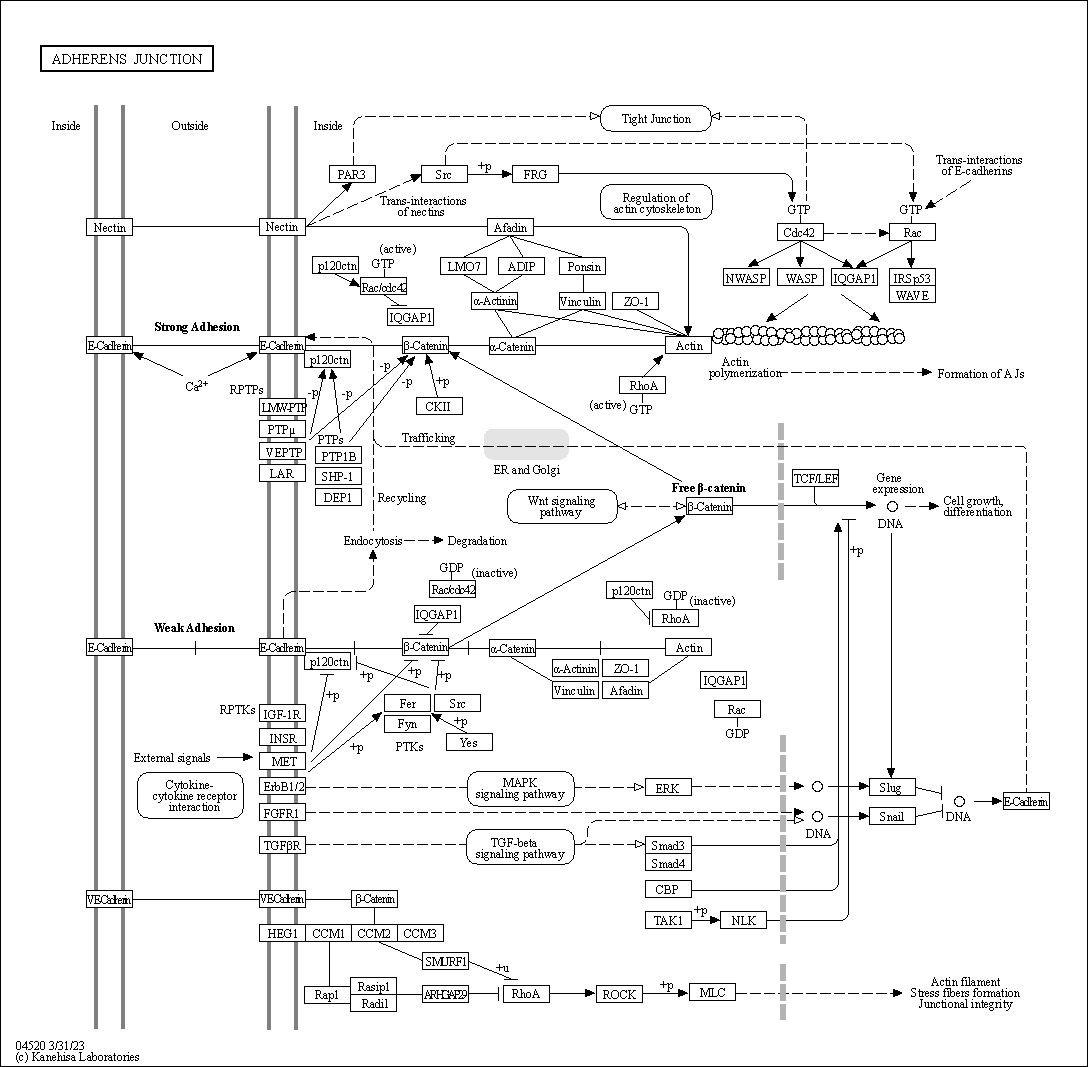 ADHERENS JUNCTION
Inside
Outside
Inside
Tight Junction
PAR3
Src
+p
FRG
Trans-interactions
of E-cadherins
Trans-interactions
of nectins
Regulation of
actin cytoskeleton
GTP
GTP
Nectin
Nectin
Afadin
Cdc42
Rac
(active)
p120ctn
GTP
LMO7
ADIP
Ponsin
NWASP
WASP
IQGAP1
IRSp53
WAVE
Rac/cdc42
α-Actinin
Vinculin
ZO-1
IQGAP1
Strong Adhesion
E-Cadherin
E-Cadherin
β-Catenin
α-Catenin
Actin
p120ctn
Actin
polymerization
Formation of AJs
Ca2+
RPTPs
-p
-p
-p
-p
+p
RhoA
(active)
GTP
LMW-PTP
CKII
PTPμ
PTPs
Trafficking
VEPTP
PTP1B
LAR
SHP-1
ER and Golgi
DEP1
Recycling
Free β-catenin
TCF/LEF
Gene
expression
Wnt signaling
pathway
β-Catenin
Cell growth,
differentiation
DNA
Endocytosis
Degradation
+p
GDP
(inactive)
Rac/cdc42
p120ctn
GDP
(inactive)
IQGAP1
RhoA
Weak Adhesion
E-Cadherin
E-Cadherin
β-Catenin
α-Catenin
Actin
p120ctn
+p
+p
+p
α-Actinin
ZO-1
IQGAP1
+p
Vinculin
Afadin
Fer
Src
Rac
RPTKs
IGF-1R
Fyn
+p
GDP
INSR
PTKs
Yes
+p
External signals
MET
Cytokine-
cytokine receptor
interaction
ErbB1/2
MAPK
signaling pathway
ERK
Slug
E-Cadherin
FGFR1
Snail
DNA
DNA
TGFβR
TGF-beta
signaling pathway
Smad3
Smad4
CBP
VE-Cadherin
VE-Cadherin
β-Catenin
TAK1
+p
NLK
HEG1
CCM1
CCM2
CCM3
SMURF1
+u
Rap1
Rasip1
Radil
ARHGAP29
RhoA
ROCK
+p
MLC
Actin filament
Stress fibers formation
Junctional integrity
04520 3/31/23
(c) Kanehisa Laboratories